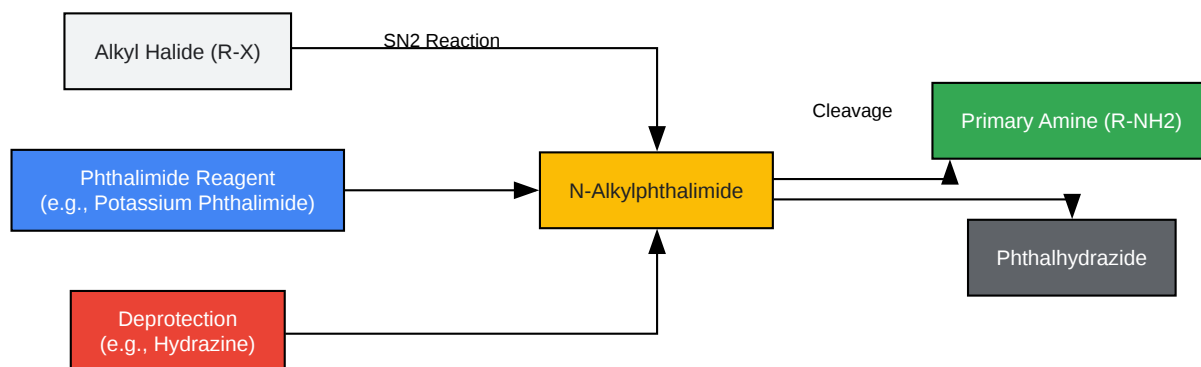 Alkyl Halide (R-X)
SN2 Reaction
Phthalimide Reagent
(e.g., Potassium Phthalimide)
Deprotection
(e.g., Hydrazine)
N-Alkylphthalimide
Cleavage
Primary Amine (R-NH2)
Phthalhydrazide